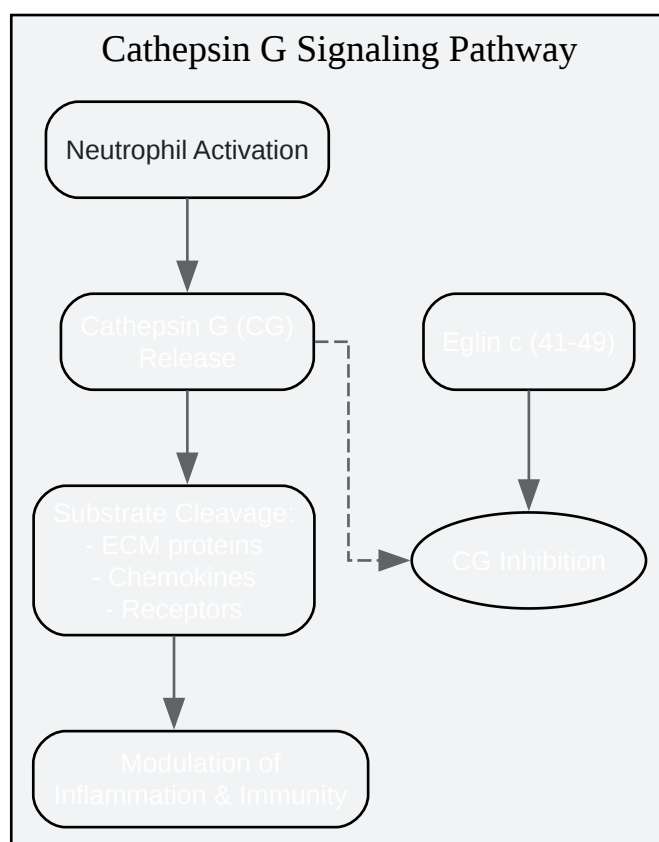 Cathepsin G Signaling Pathway
Neutrophil Activation
Cathepsin G (CG)
Release
Eglin c (41-49)
Substrate Cleavage:
- ECM proteins
- Chemokines
- Receptors
CG Inhibition
Modulation of
Inflammation & Immunity